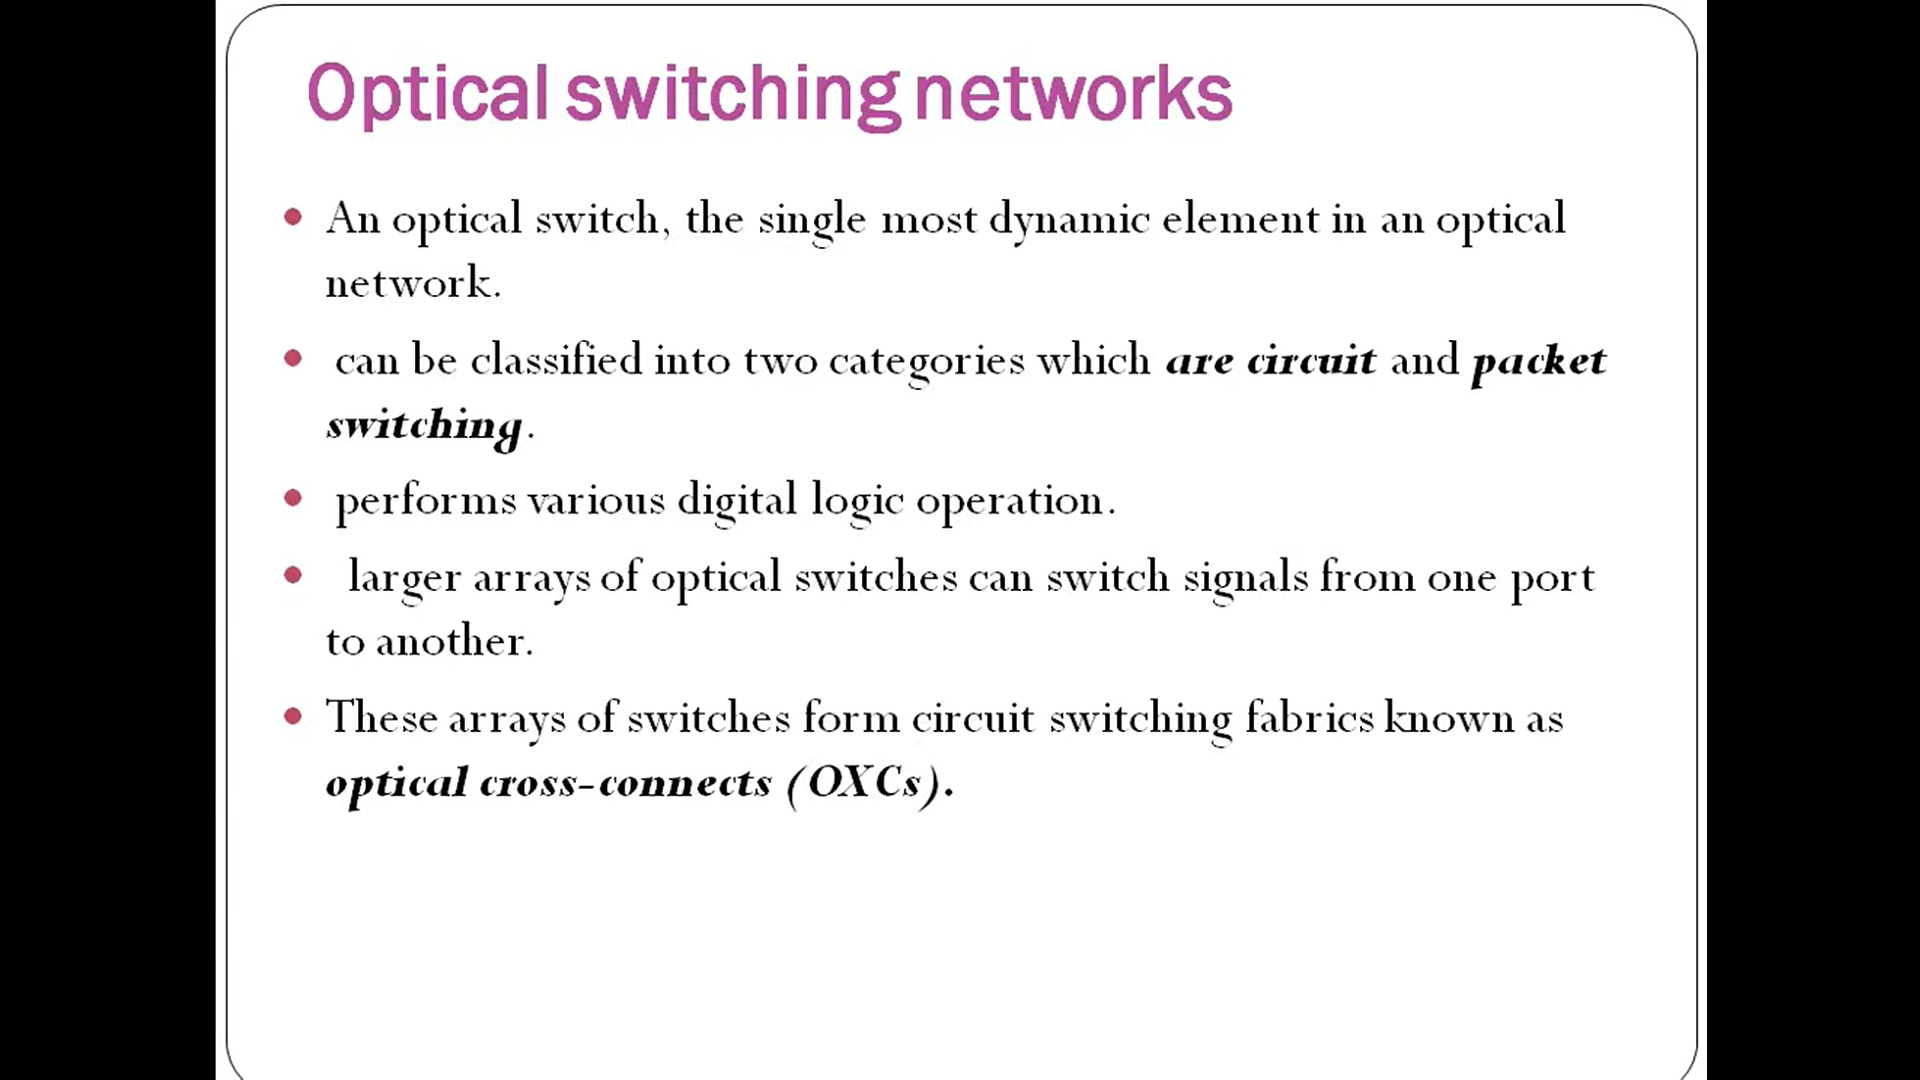 Optical switching networks
• An optical switch, the single most dynamic element in an optical
network.
• can be classified into two categories which are circuit and packet
switching.
• performs various digital logic operation.
• larger arrays of optical switches can switch signals from one port
to another.
• These arrays of switches form circuit switching fabrics known as
optical cross-connects (OXCs).